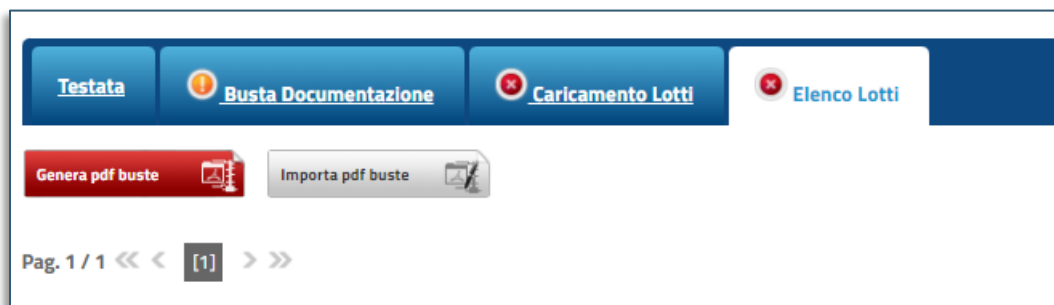 Testata Busta Documentazione Caricamento Lotti Elenco Lotti
Genera pdf buste Importa pdf buste
Pag. 1 / 1 << < [1] > >>